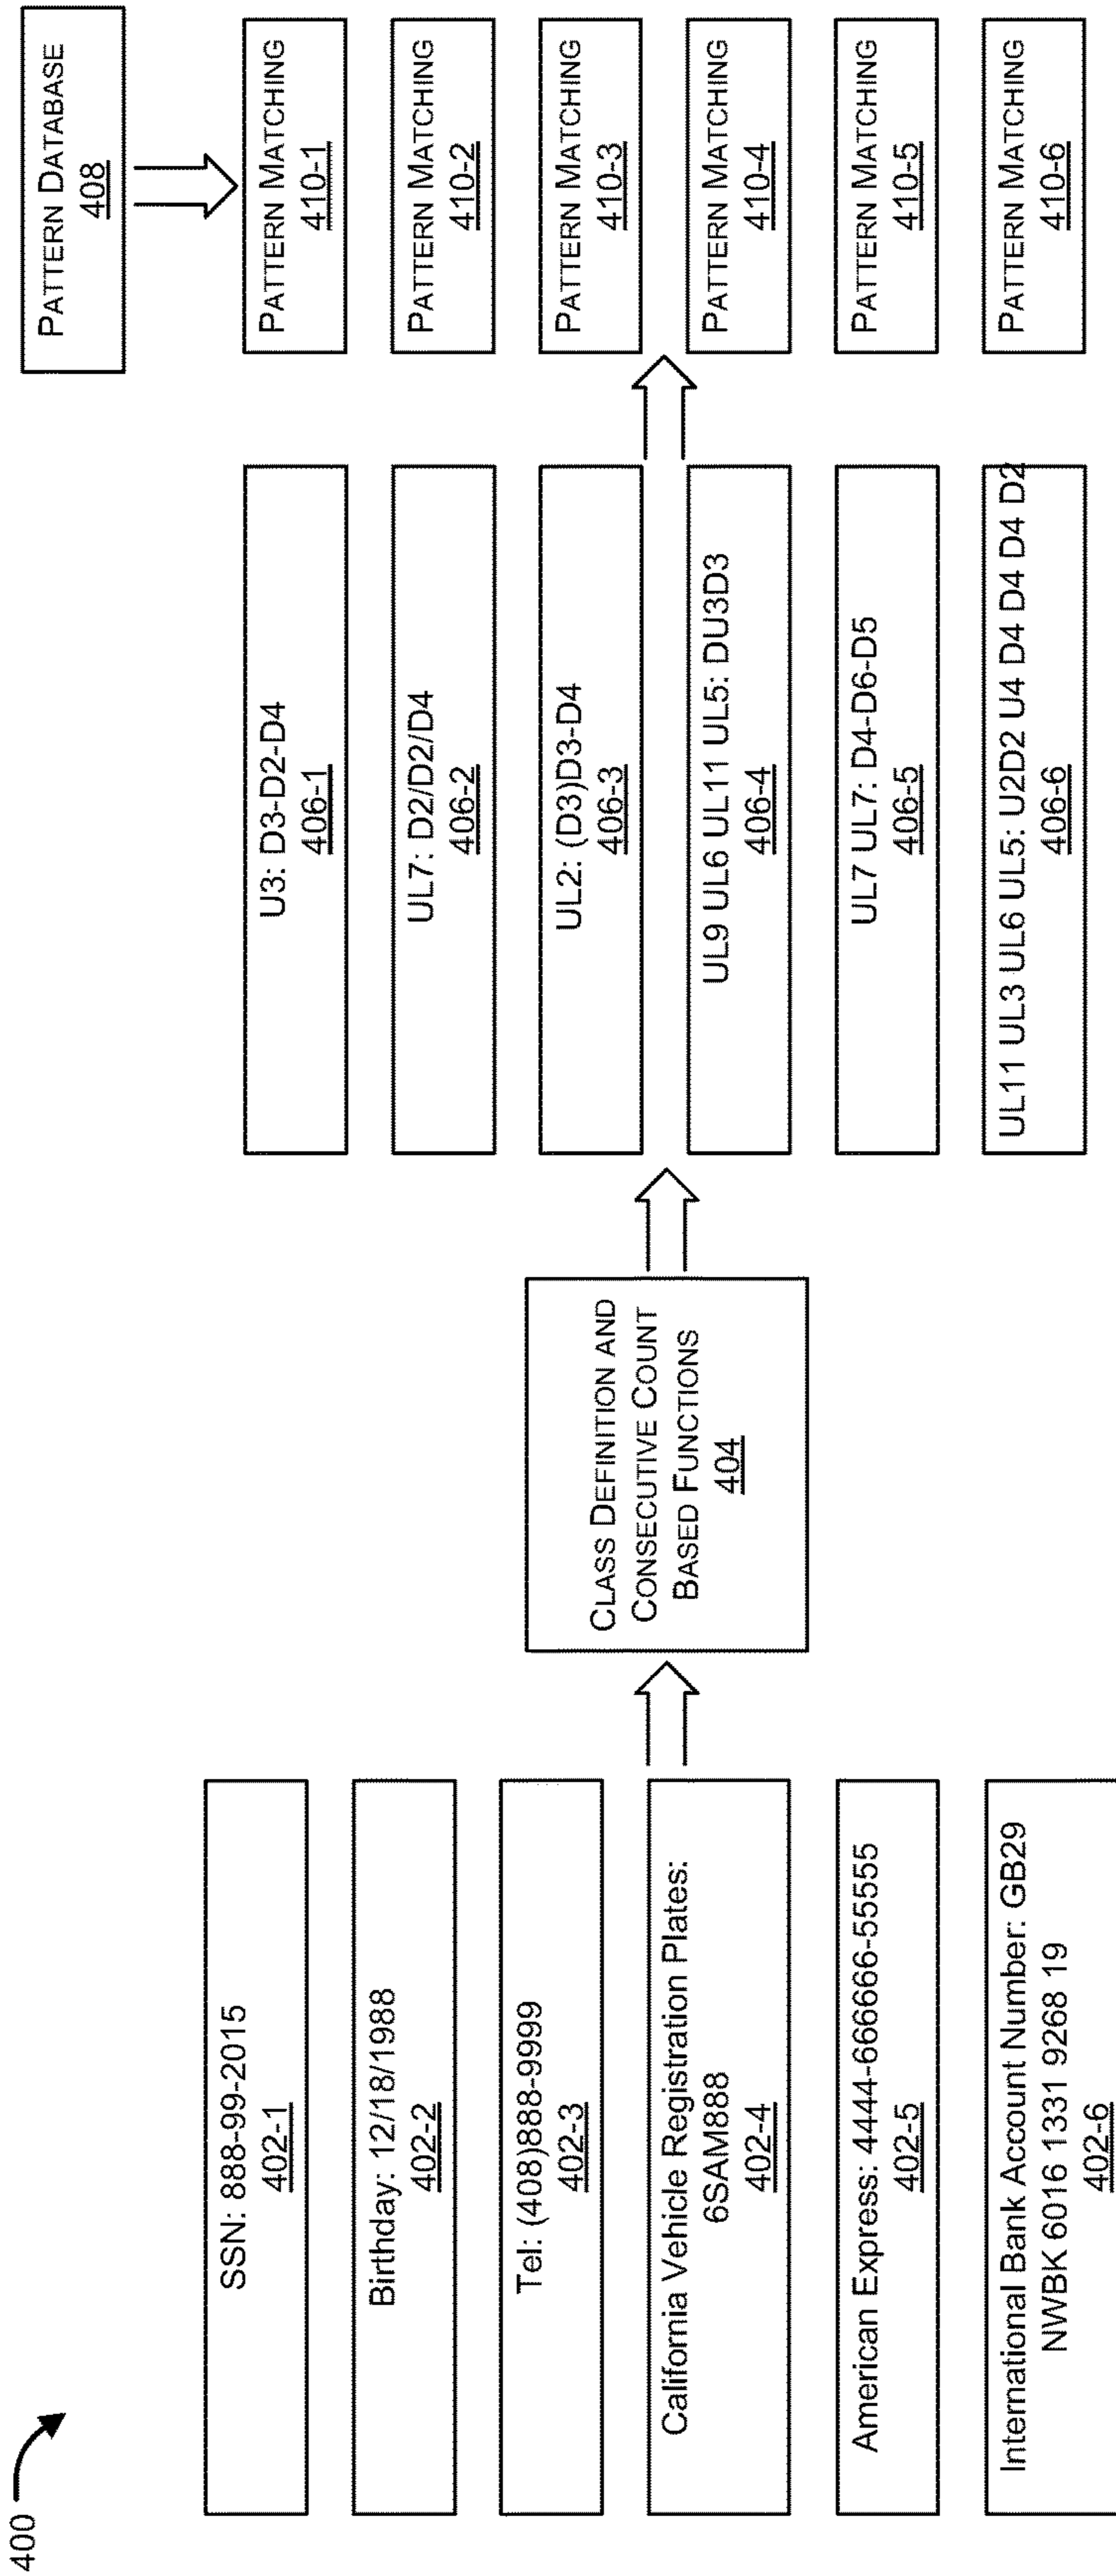 400
SSN: 888-99-2015
402-1
Birthday: 12/18/1988
402-2
Tel: (408)888-9999
402-3
California Vehicle Registration Plates:
6SAM888
402-4
American Express: 4444-666666-55555
402-5
International Bank Account Number: GB29
NWBK 6016 1331 9268 19
402-6
CLASS DEFINITION AND
CONSECUTIVE COUNT
BASED FUNCTIONS
404
U3: D3-D2-D4
406-1
UL7: D2/D2/D4
406-2
UL2: (D3)D3-D4
406-3
UL9 UL6 UL11 UL5: DU3D3
406-4
UL7 UL7: D4-D6-D5
406-5
UL11 UL3 UL6 UL5: U2D2 U4 D4 D4 D4 D2
406-6
PATTERN DATABASE
408
PATTERN MATCHING
410-1
PATTERN MATCHING
410-2
PATTERN MATCHING
410-3
PATTERN MATCHING
410-4
PATTERN MATCHING
410-5
PATTERN MATCHING
410-6